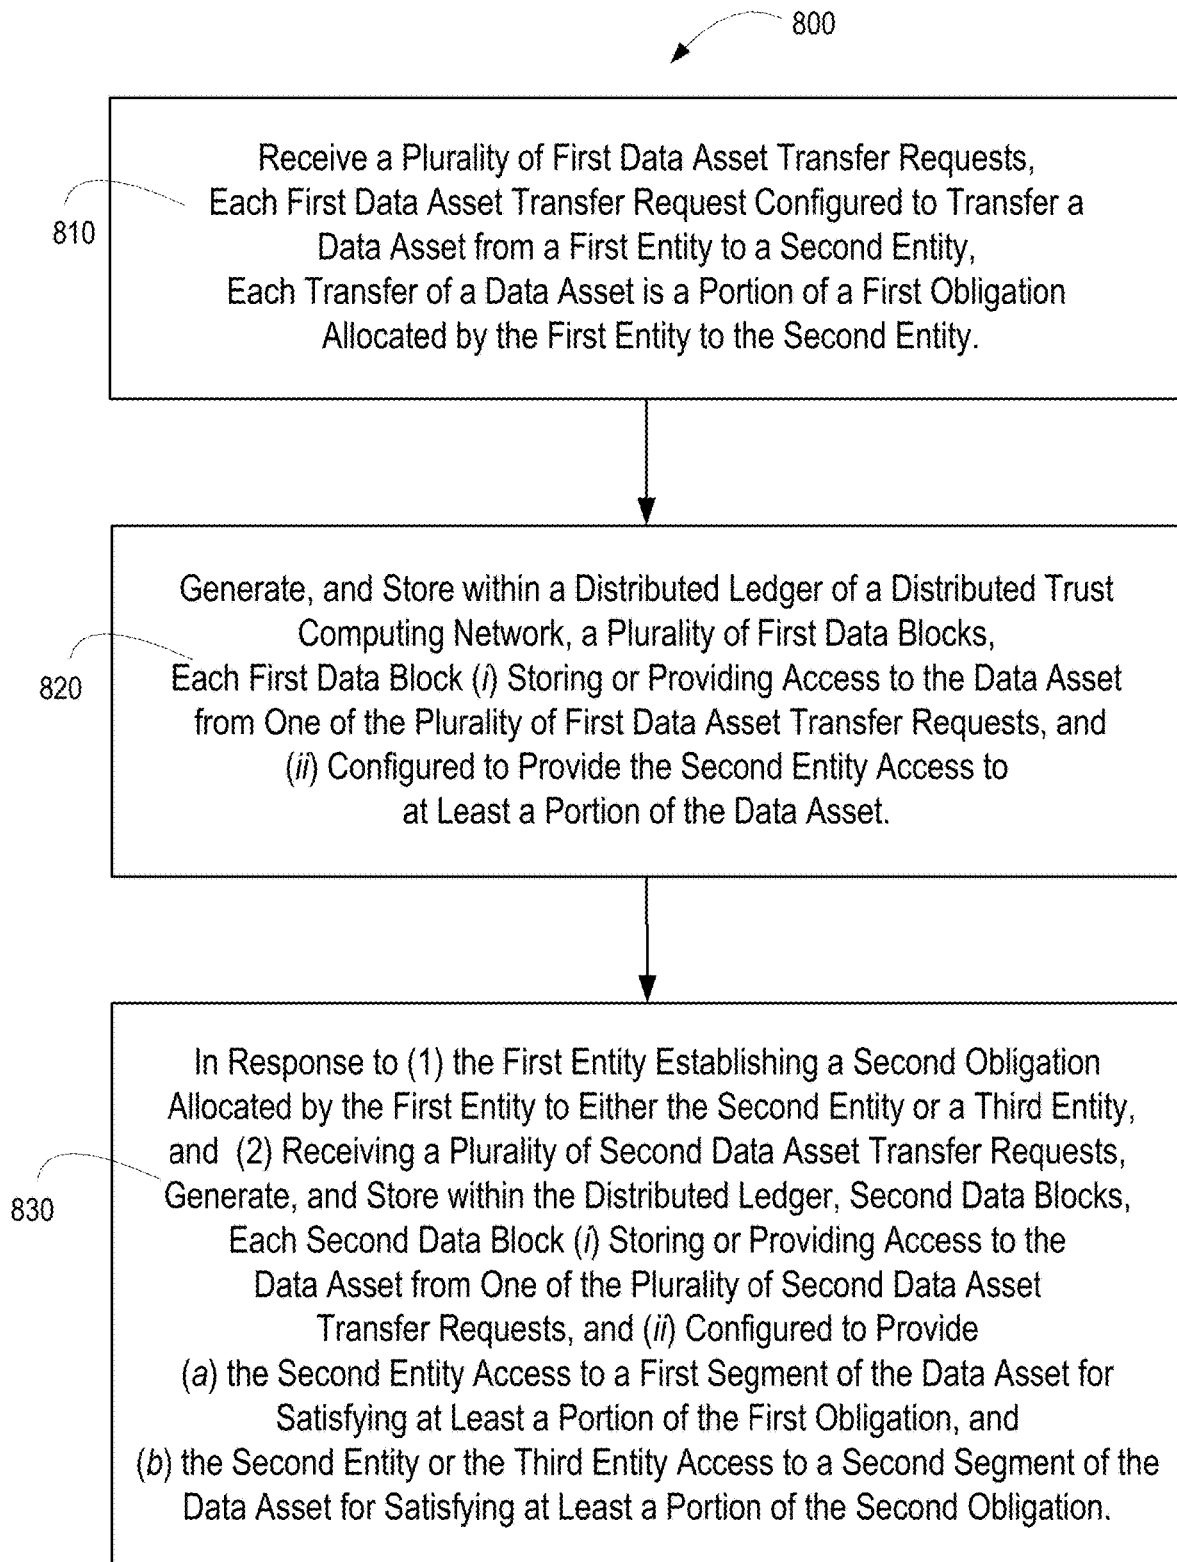 800
Receive a Plurality of First Data Asset Transfer Requests,
Each First Data Asset Transfer Request Configured to Transfer a
Data Asset from a First Entity to a Second Entity,
Each Transfer of a Data Asset is a Portion of a First Obligation
Allocated by the First Entity to the Second Entity.
810
Generate, and Store within a Distributed Ledger of a Distributed Trust
Computing Network, a Plurality of First Data Blocks,
Each First Data Block (i) Storing or Providing Access to the Data Asset
from One of the Plurality of First Data Asset Transfer Requests, and
(ii) Configured to Provide the Second Entity Access to
at Least a Portion of the Data Asset.
820
In Response to (1) the First Entity Establishing a Second Obligation
Allocated by the First Entity to Either the Second Entity or a Third Entity,
and (2) Receiving a Plurality of Second Data Asset Transfer Requests,
Generate, and Store within the Distributed Ledger, Second Data Blocks,
Each Second Data Block (i) Storing or Providing Access to the
Data Asset from One of the Plurality of Second Data Asset
Transfer Requests, and (ii) Configured to Provide
(a) the Second Entity Access to a First Segment of the Data Asset for
Satisfying at Least a Portion of the First Obligation, and
(b) the Second Entity or the Third Entity Access to a Second Segment of the
Data Asset for Satisfying at Least a Portion of the Second Obligation.
830